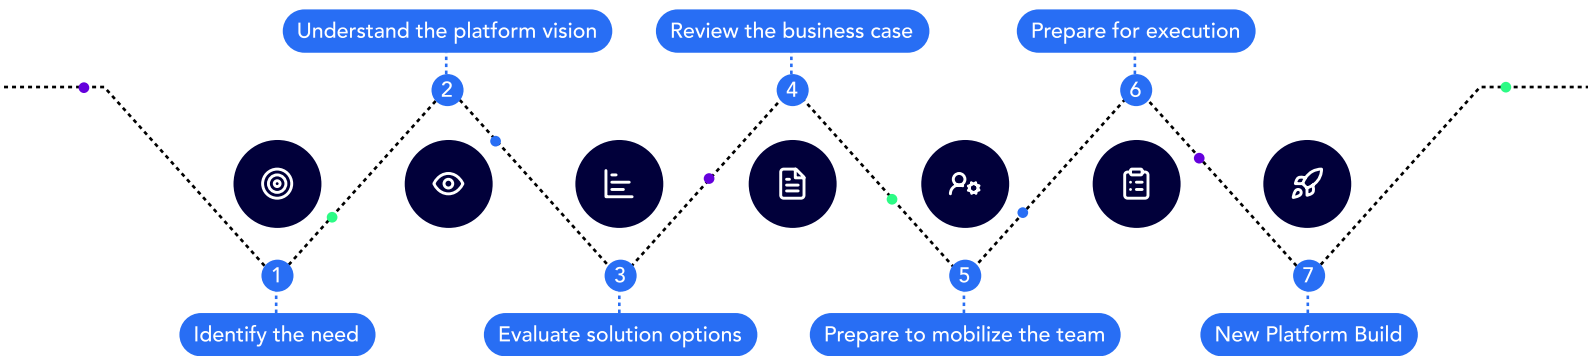 1
Identify the need
2
Understand the platform vision
3
Evaluate solution options
4
Review the business case
5
Prepare to mobilize the team
6
Prepare for execution
7
New Platform Build